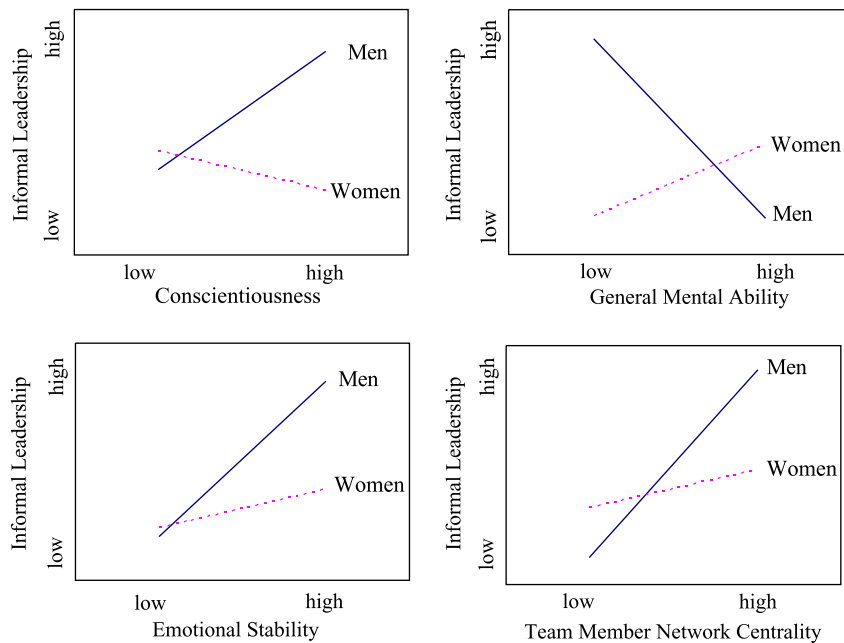 Informal Leadership
high
low
Men
Women
low
high
Conscientiousness
Informal Leadership
high
low
Women
Men
low
high
General Mental Ability
Informal Leadership
high
low
Men
Women
low
high
Emotional Stability
Informal Leadership
high
low
Men
Women
low
high
Team Member Network Centrality